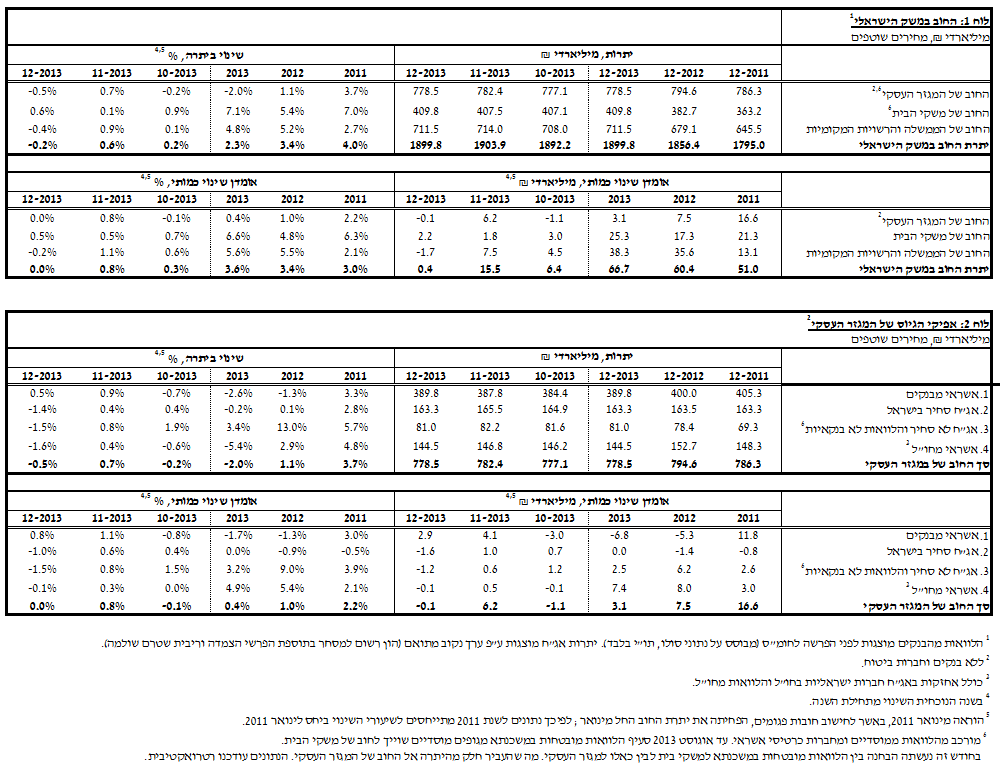 לוח 1: החוב במשק הישראלי1
מיליארדי ₪, מחירים שוטפים
יתרות, מיליארדי ₪ שינוי ביתרה, % 4,5
12-2011 12-2012 12-2013 10-2013 11-2013 12-2013 2011 2012 2013 10-2013 11-2013 12-2013
החוב של המגזר העסקי2,6 786.3 794.6 778.5 777.1 782.4 778.5 3.7% 1.1% -2.0% -0.2% 0.7% -0.5%
החוב של משקי הבית6 363.2 382.7 409.8 407.1 407.5 409.8 7.0% 5.4% 7.1% 0.9% 0.1% 0.6%
החוב של הממשלה והרשויות המקומיות 645.5 679.1 711.5 708.0 714.0 711.5 2.7% 5.2% 4.8% 0.1% 0.9% -0.4%
יתרת החוב במשק הישראלי 1795.0 1856.4 1899.8 1892.2 1903.9 1899.8 4.0% 3.4% 2.3% 0.2% 0.6% -0.2%
אומדן שינוי כמותי, מיליארדי ₪ 4,5 אומדן שינוי כמותי, % 4,5
2011 2012 2013 10-2013 11-2013 12-2013 2011 2012 2013 10-2013 11-2013 12-2013
החוב של המגזר העסקי2 16.6 7.5 3.1 -1.1 6.2 -0.1 2.2% 1.0% 0.4% -0.1% 0.8% 0.0%
החוב של משקי הבית 21.3 17.3 25.3 3.0 1.8 2.2 6.3% 4.8% 6.6% 0.7% 0.5% 0.5%
החוב של הממשלה והרשויות המקומיות 13.1 35.6 38.3 4.5 7.5 -1.7 2.1% 5.5% 5.6% 0.6% 1.1% -0.2%
יתרת החוב במשק הישראלי 51.0 60.4 66.7 6.4 15.5 0.4 3.0% 3.4% 3.6% 0.3% 0.8% 0.0%
לוח 2: אפיקי הגיוס של המגזר העסקי2
מיליארדי ₪, מחירים שוטפים
יתרות, מיליארדי ₪ שינוי ביתרה, % 4,5
12-2011 12-2012 12-2013 10-2013 11-2013 12-2013 2011 2012 2013 10-2013 11-2013 12-2013
1. אשראי מבנקים 405.3 400.0 389.8 384.4 387.8 389.8 3.3% -1.3% -2.6% -0.7% 0.9% 0.5%
2. אג״ח סחיר בישראל 163.3 163.5 163.3 164.9 165.5 163.3 2.8% 0.1% -0.2% 0.4% 0.4% -1.4%
3. אג״ח לא סחיר והלוואות לא בנקאיות6 69.3 78.4 81.0 81.6 82.2 81.0 5.7% 13.0% 3.4% 1.9% 0.8% -1.5%
4. אשראי מחו״ל3 148.3 152.7 144.5 146.2 146.8 144.5 4.8% 2.9% -5.4% -0.6% 0.4% -1.6%
סך החוב של במגזר העסקי 786.3 794.6 778.5 777.1 782.4 778.5 3.7% 1.1% -2.0% -0.2% 0.7% -0.5%
אומדן שינוי כמותי, מיליארדי ₪ 4,5 אומדן שינוי כמותי, % 4,5
2011 2012 2013 10-2013 11-2013 12-2013 2011 2012 2013 10-2013 11-2013 12-2013
1. אשראי מבנקים 11.8 -5.3 -6.8 -3.0 4.1 2.9 3.0% -1.3% -1.7% -0.8% 1.1% 0.8%
2. אג״ח סחיר בישראל -0.8 -1.4 0.0 0.7 1.0 -1.6 -0.5% -0.9% 0.0% 0.4% 0.6% -1.0%
3. אג״ח לא סחיר והלוואות לא בנקאיות6 2.6 6.2 2.5 1.2 0.6 -1.2 3.9% 9.0% 3.2% 1.5% 0.8% -1.5%
4. אשראי מחו״ל3 3.0 8.0 7.4 -0.1 0.5 -0.1 2.1% 5.4% 4.9% 0.0% 0.3% -0.1%
סך החוב של המגזר העסקי 16.6 7.5 3.1 -1.1 6.2 -0.1 2.2% 1.0% 0.4% -0.1% 0.8% 0.0%
1 הלוואות מהבנקים מוצגות לפני הפרשה לחומ״ס (מבוסס על נתוני סולו, תו״י בלבד). יתרות אג״ח מוצגות ע״פ ערך נקוב מתואם (הון רשום למסחר בתוספת הפרשי הצמדה וריבית שטרם שולמה).
2 ללא בנקים וחברות ביטוח.
3 כולל אחזקות באג״ח חברות ישראליות בחו״ל והלוואות מחו״ל.
4 בשנה הנוכחית השינוי מתחילת השנה.
5 הוראה מינואר 2011, באשר לחישוב חובות פגומים, הפחיתה את יתרת החוב החל מינואר ; לפיכך נתונים לשנת 2011 מתייחסים לשיעורי השינוי ביחס לינואר 2011.
6 מורכב מהלוואות ממוסדיים ומחברות כרטיסי אשראי. עד אוגוסט 2013 סעיף הלוואות מובטחות במשכנתא מגופים מוסדיים שוייך לחוב של משקי הבית.
בחודש זה נעשתה הבחנה בין הלוואות מובטחות במשכנתא למשקי בית לבין כאלו למגזר העסקי. מה שהעביר חלק מהיתרה אל החוב של המגזר העסקי. הנתונים עודכנו רטרואקטיבית.